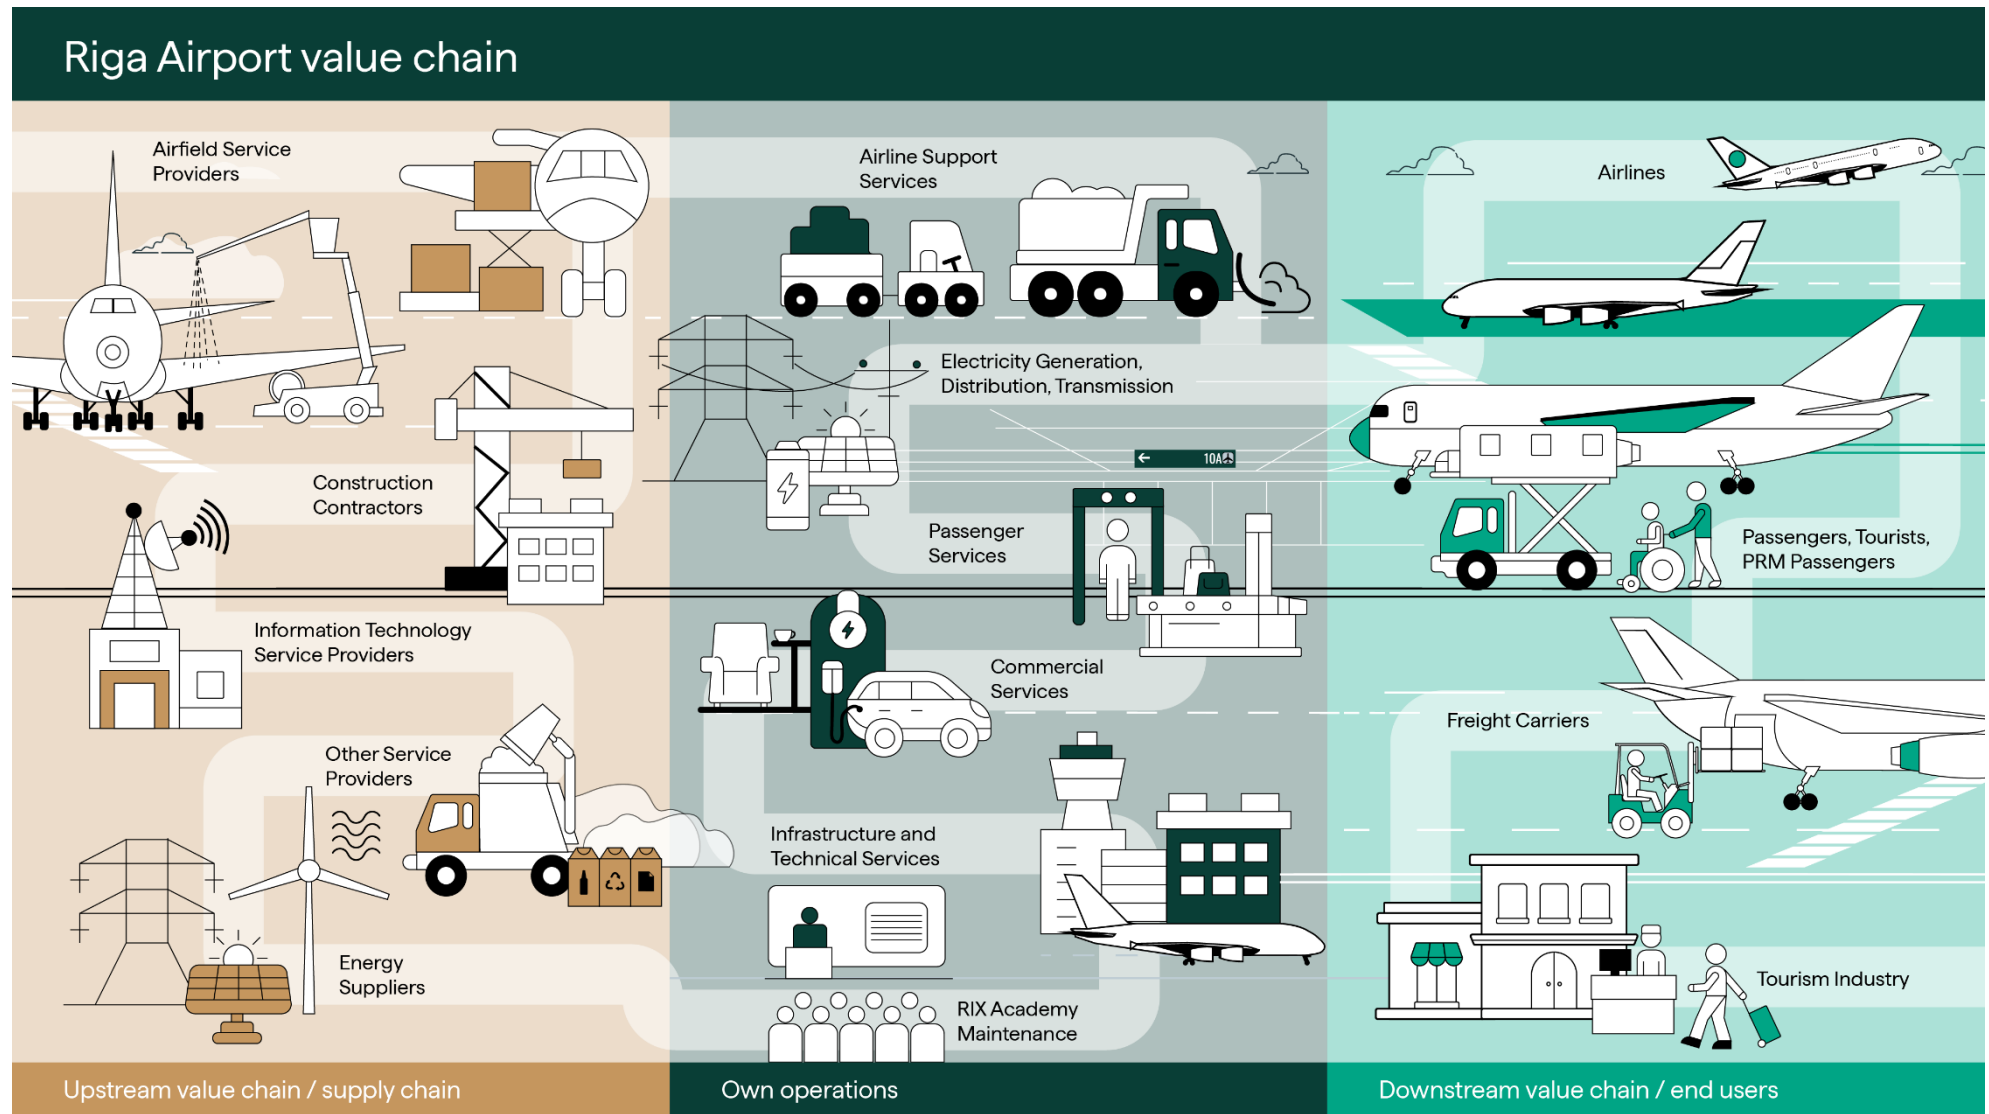 Riga Airport value chain
Airfield Service
Providers
Construction
Contractors
Information Technology
Service Providers
Other Service
Providers
Energy
Suppliers
Upstream value chain / supply chain
Airline Support
Services
Electricity Generation,
Distribution, Transmission
← 10A
Passenger
Services
Commercial
Services
Infrastructure and
Technical Services
RIX Academy
Maintenance
Own operations
Airlines
Passengers, Tourists,
PRM Passengers
Freight Carriers
Tourism Industry
Downstream value chain / end users